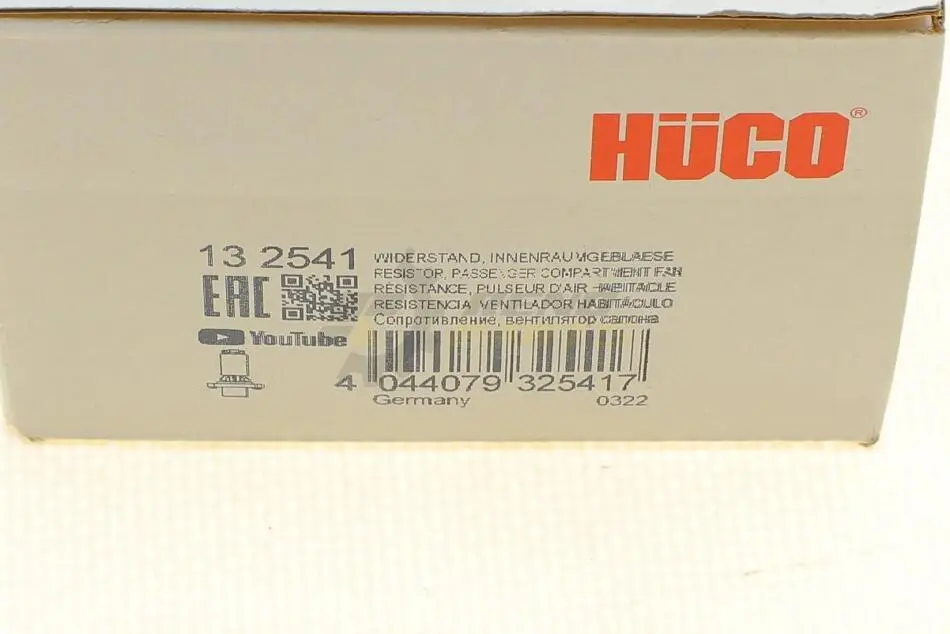 HÜCO®
13 2541
WIDERSTAND, INNENRAUMGEBLAESE
RESISTOR, PASSENGER COMPARTMENT FAN
RÉSISTANCE, PULSEUR D'AIR HABITACLE
RESISTENCIA, VENTILADOR HABITÁCULO
Сопротивление, вентилятор салона
EAC
YouTube
4 044079 325417
Germany 0322